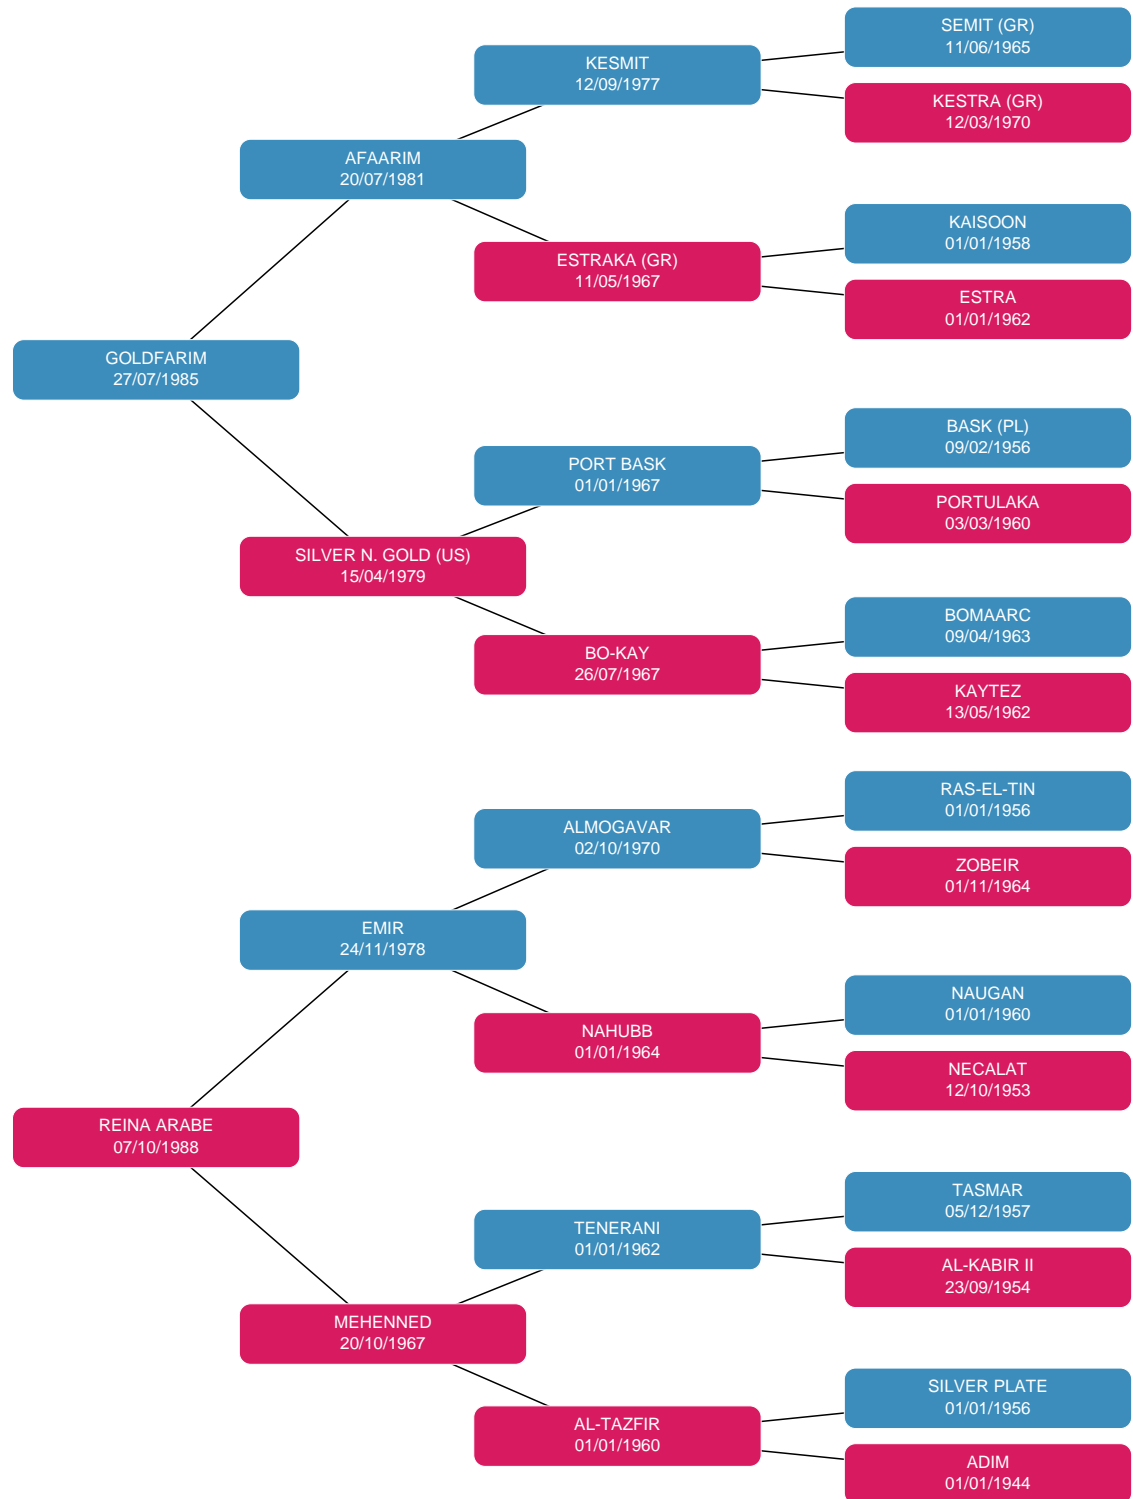 SEMIT (GR)
11/06/1965
KESMIT
12/09/1977
KESTRA (GR)
12/03/1970
AFAARIM
20/07/1981
KAISOON
01/01/1958
ESTRAKA (GR)
11/05/1967
ESTRA
01/01/1962
GOLDFARIM
27/07/1985
BASK (PL)
09/02/1956
PORT BASK
01/01/1967
PORTULAKA
03/03/1960
SILVER N. GOLD (US)
15/04/1979
BOMAARC
09/04/1963
BO-KAY
26/07/1967
KAYTEZ
13/05/1962
RAS-EL-TIN
01/01/1956
ALMOGAVAR
02/10/1970
ZOBEIR
01/11/1964
EMIR
24/11/1978
NAUGAN
01/01/1960
NAHUBB
01/01/1964
NECALAT
12/10/1953
REINA ARABE
07/10/1988
TASMAR
05/12/1957
TENERANI
01/01/1962
AL-KABIR II
23/09/1954
MEHENNED
20/10/1967
SILVER PLATE
01/01/1956
AL-TAZFIR
01/01/1960
ADIM
01/01/1944